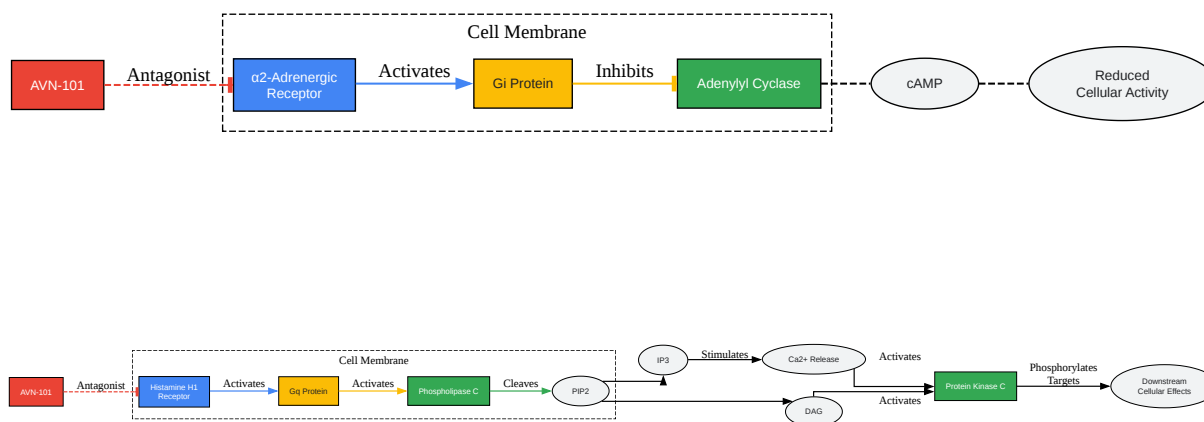 Cell Membrane
AVN-101
Antagonist
α2-Adrenergic
Receptor
Activates
Gi Protein
Inhibits
Adenylyl Cyclase
cAMP
Reduced
Cellular Activity
Cell Membrane
AVN-101
Antagonist
Histamine H1
Receptor
Activates
Gq Protein
Activates
Phospholipase C
Cleaves
PIP2
IP3
Stimulates
Ca2+ Release
Activates
DAG
Activates
Protein Kinase C
Phosphorylates
Targets
Downstream
Cellular Effects